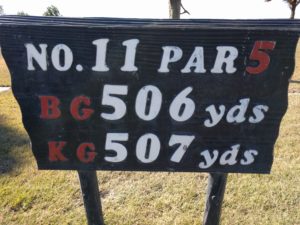 NO. 11 PAR 5
BG 506 yds
KG 507 yds